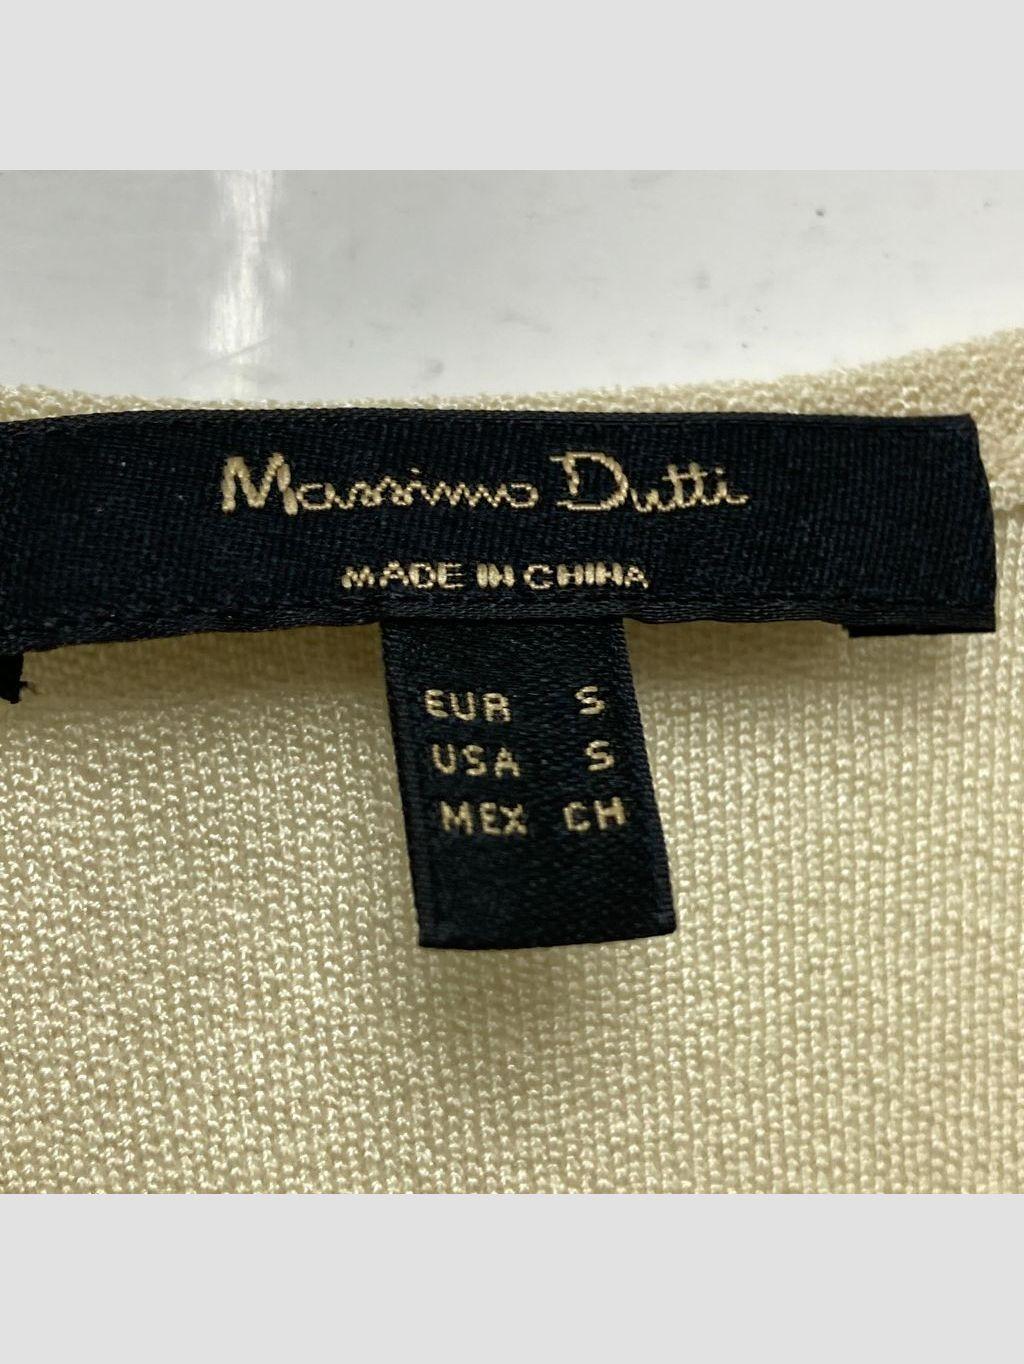 Massimo Dutti
MADE IN CHINA
EUR S
USA S
MEX CH